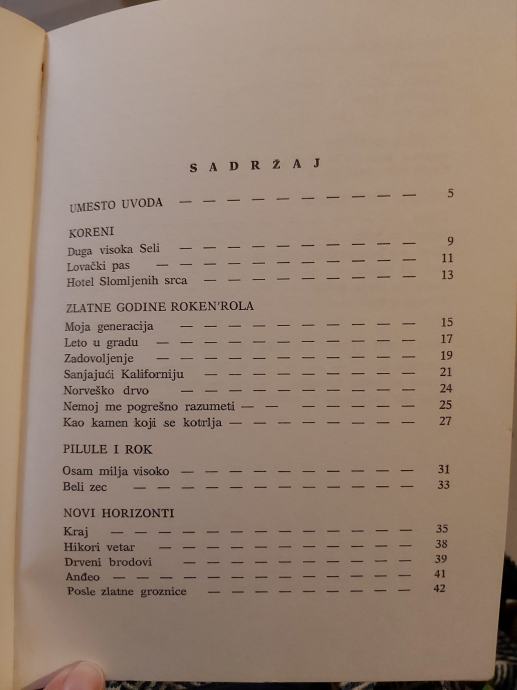 SADRŽAJ
UMESTO UVODA — — — — — — — — — — 5
KORENI
Duga visoka Seli — — — — — — — — — — 9
Lovački pas — — — — — — — — — — — 11
Hotel Slomljenih srca — — — — — — — — — 13
ZLATNE GODINE ROKEN'ROLA
Moja generacija — — — — — — — — — — 15
Leto u gradu — — — — — — — — — — — 17
Zadovoljenje — — — — — — — — — — — 19
Sanjajući Kaliforniju — — — — — — — — — — 21
Norveško drvo — — — — — — — — — — 24
Nemoj me pogrešno razumeti — — — — — — — 25
Kao kamen koji se kotrlja — — — — — — — — 27
PILULE I ROK
Osam milja visoko — — — — — — — — — — 31
Beli zec — — — — — — — — — — — — 33
NOVI HORIZONTI
Kraj — — — — — — — — — — — — — 35
Hikori vetar — — — — — — — — — — — 38
Drveni brodovi — — — — — — — — — — 39
Anđeo — — — — — — — — — — — — — 41
Posle zlatne groznice — — — — — — — — — 42